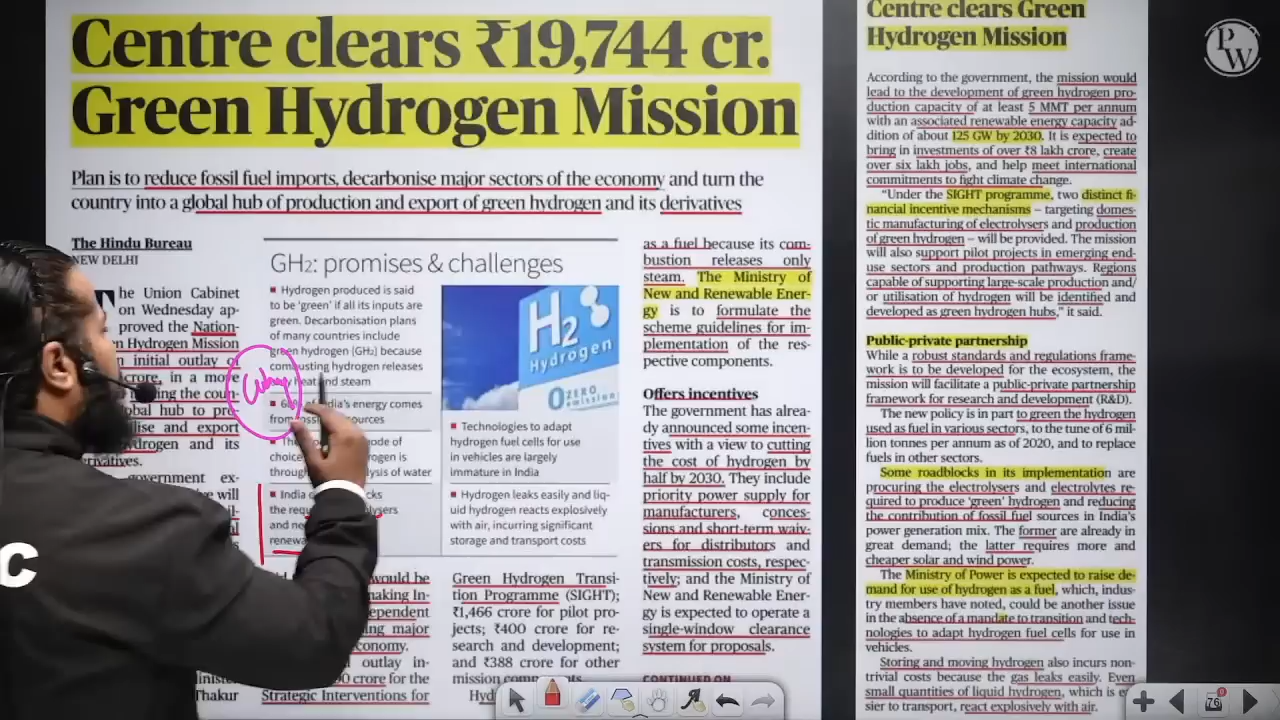 Centre clears ₹19,744 cr.
Green Hydrogen Mission
Plan is to reduce fossil fuel imports, decarbonise major sectors of the economy and turn the
country into a global hub of production and export of green hydrogen and its derivatives
The Hindu Bureau
NEW DELHI
The Union Cabinet
on Wednesday ap-
proved the Nation-
n Hydrogen Mission
n initial outlay of
crore, in a move
the coun-
bal hub to
lise and export
drogen and its
rivatives.
vernment ex-
will
GH2: promises & challenges
Hydrogen produced is said
to be 'green' if all its inputs are
green. Decarbonisation plans
of many countries include
green hydrogen (GH2) because
combusting hydrogen releases
heat and steam
India's energy comes
from sources
ode of
choice gen is
through lysis of water
India cks
the requ lysers
and ne
renewa
Technologies to adapt
hydrogen fuel cells for use
in vehicles are largely
immature in India
Hydrogen leaks easily and liq-
uid hydrogen reacts explosively
with air, incurring significant
storage and transport costs
H2
Hydrogen
0 ZERO
emission
would be
aking In-
ependent
ing major
conomy.
outlay in-
0 crore for the
Strategic Interventions for
Thakur
Green Hydrogen Transi-
tion Programme (SIGHT);
₹1,466 crore for pilot pro-
jects; ₹400 crore for re-
search and development;
and ₹388 crore for other
mission
Hyd
as a fuel because its com-
bustion releases only
steam. The Ministry of
New and Renewable Ener-
gy is to formulate the
scheme guidelines for im-
plementation of the res-
pective components.
Offers incentives
The government has alrea-
dy announced some incen-
tives with a view to cutting
the cost of hydrogen by
half by 2030. They include
priority power supply for
manufacturers, conces-
sions and short-term waiv-
ers for distributors and
transmission costs, respec-
tively; and the Ministry of
New and Renewable Ener-
gy is expected to operate a
single-window clearance
system for proposals.
CONTINUED ON
Centre clears Green
Hydrogen Mission
According to the government, the mission would
lead to the development of green hydrogen pro-
duction capacity of at least 5 MMT per annum
with an associated renewable energy capacity ad-
dition of about 125 GW by 2030. It is expected to
bring in investments of over ₹8 lakh crore, create
over six lakh jobs, and help meet international
commitments to fight climate change.
"Under the SIGHT programme, two distinct fi-
nancial incentive mechanisms – targeting domes-
tic manufacturing of electrolysers and production
of green hydrogen – will be provided. The mission
will also support pilot projects in emerging end-
use sectors and production pathways. Regions
capable of supporting large-scale production and/
or utilisation of hydrogen will be identified and
developed as green hydrogen hubs," it said.
Public-private partnership
While a robust standards and regulations frame-
work is to be developed for the ecosystem, the
mission will facilitate a public-private partnership
framework for research and development (R&D).
The new policy is in part to green the hydrogen
used as fuel in various sectors, to the tune of 6 mil-
lion tonnes per annum as of 2020, and to replace
fuels in other sectors.
Some roadblocks in its implementation are
procuring the electrolysers and electrolytes re-
quired to produce 'green' hydrogen and reducing
the contribution of fossil fuel sources in India's
power generation mix. The former are already in
great demand; the latter requires more and
cheaper solar and wind power.
The Ministry of Power is expected to raise de-
mand for use of hydrogen as a fuel, which, indus-
try members have noted, could be another issue
in the absence of a mandate to transition and tech-
nologies to adapt hydrogen fuel cells for use in
vehicles.
Storing and moving hydrogen also incurs non-
trivial costs because the gas leaks easily. Even
small quantities of liquid hydrogen, which is
sier to transport, react explosively with air.
PW
C
76